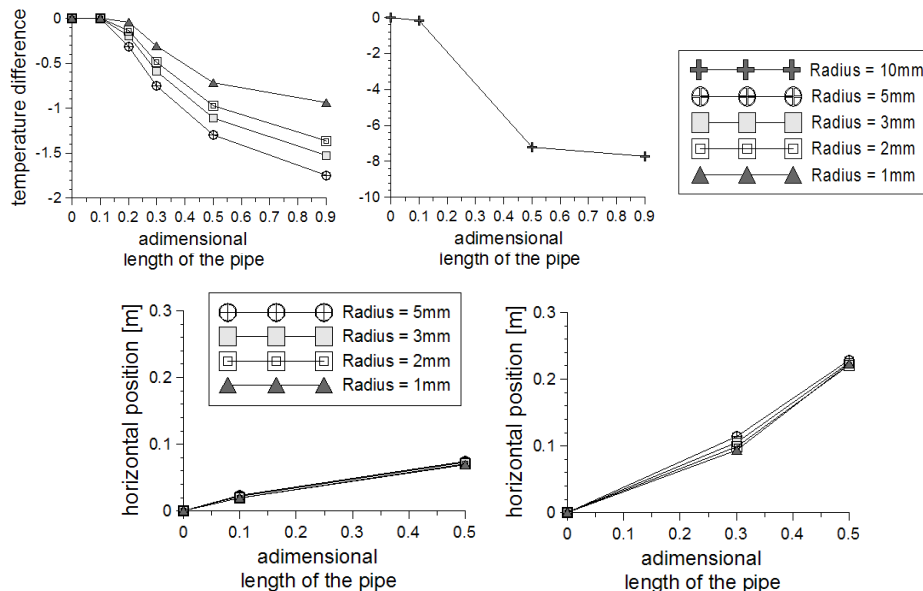 temperature difference
0
-0.5
-1
-1.5
-2
0 0.1 0.2 0.3 0.4 0.5 0.6 0.7 0.8 0.9
adimensional
length of the pipe
0
-2
-4
-6
-8
-10
0 0.1 0.2 0.3 0.4 0.5 0.6 0.7 0.8 0.9
adimensional
length of the pipe
Radius = 10mm
Radius = 5mm
Radius = 3mm
Radius = 2mm
Radius = 1mm
horizontal position [m]
0.3
0.2
0.1
0
0 0.1 0.2 0.3 0.4 0.5
adimensional
length of the pipe
Radius = 5mm
Radius = 3mm
Radius = 2mm
Radius = 1mm
horizontal position [m]
0.3
0.2
0.1
0
0 0.1 0.2 0.3 0.4 0.5
adimensional
length of the pipe